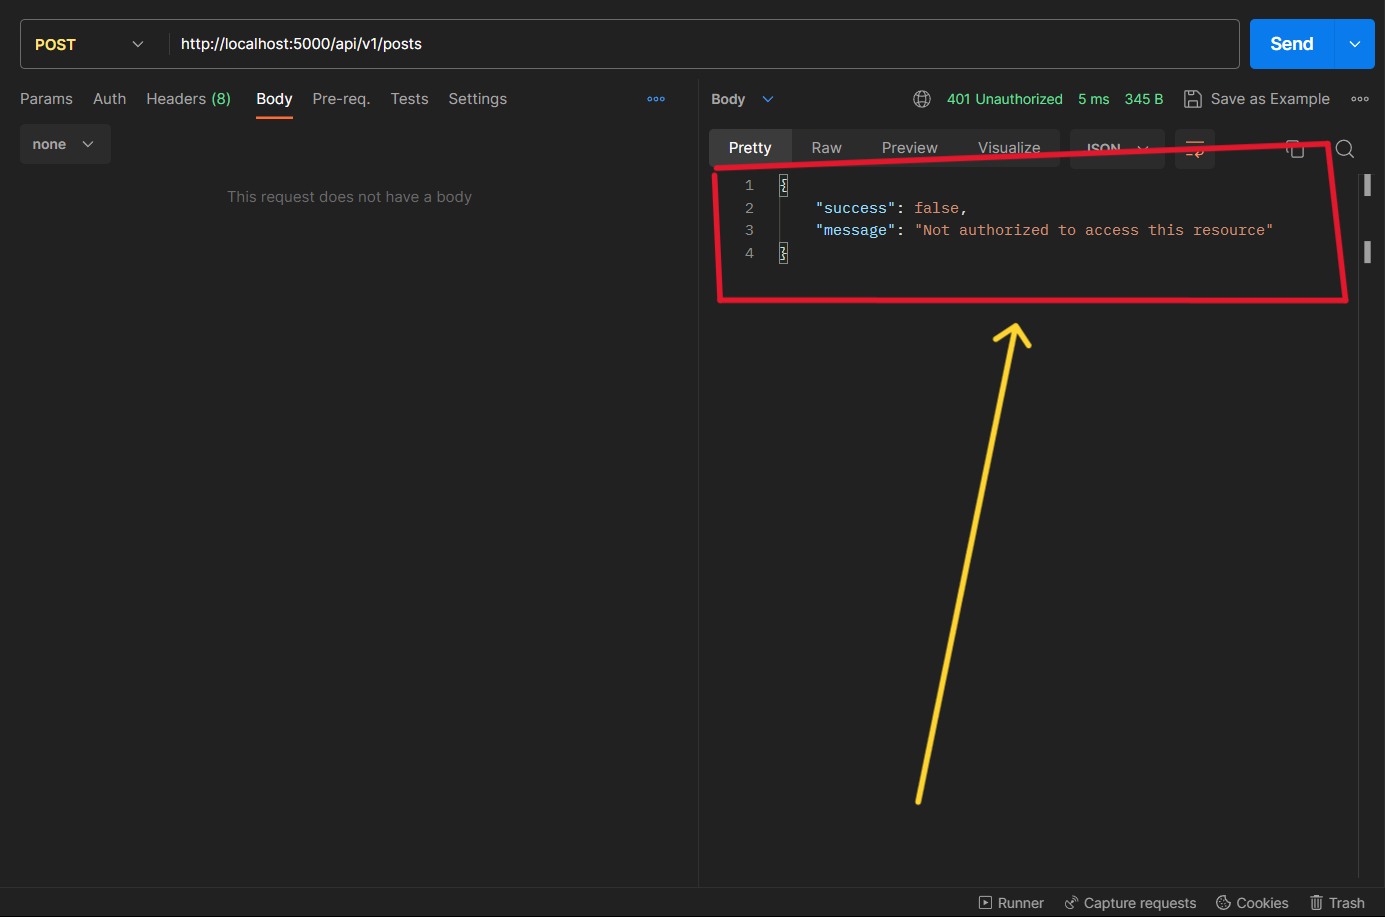 POST http://localhost:5000/api/v1/posts Send
Params Auth Headers (8) Body Pre-req. Tests Settings
none
This request does not have a body
Body 401 Unauthorized 5 ms 345 B Save as Example
Pretty Raw Preview Visualize JSON
1 {
2 "success": false,
3 "message": "Not authorized to access this resource"
4 }
Runner Capture requests Cookies Trash